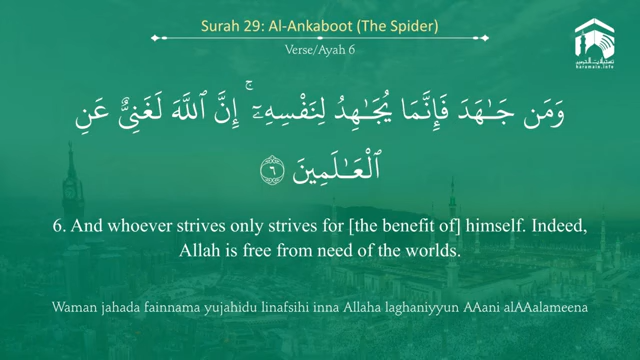 Surah 29: Al-Ankaboot (The Spider)
Verse/Ayah 6
haramain.info
وَمَن جَـٰهَدَ فَإِنَّمَا يُجَـٰهِدُ لِنَفْسِهِۦٓ ۚ إِنَّ ٱللَّهَ لَغَنِىٌّ عَنِ
ٱلْعَـٰلَمِينَ ٦
6. And whoever strives only strives for [the benefit of] himself. Indeed,
Allah is free from need of the worlds.
Waman jahada fainnama yujahidu linafsihi inna Allaha laghaniyyun AAani alAAalameena